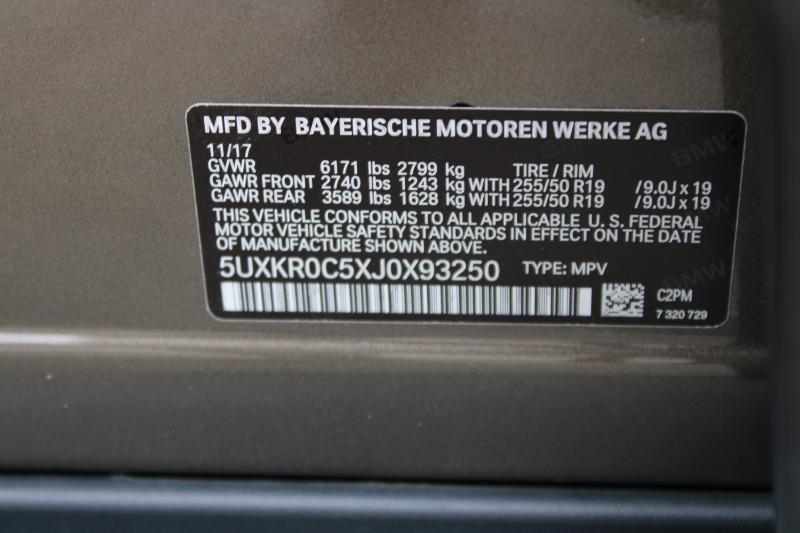 MFD BY BAYERISCHE MOTOREN WERKE AG
11/17
GVWR 6171 lbs 2799 kg TIRE / RIM
GAWR FRONT 2740 lbs 1243 kg WITH 255/50 R19 /9.0J x 19
GAWR REAR 3589 lbs 1628 kg WITH 255/50 R19 /9.0J x 19
THIS VEHICLE CONFORMS TO ALL APPLICABLE U.S. FEDERAL
MOTOR VEHICLE SAFETY STANDARDS IN EFFECT ON THE DATE
OF MANUFACTURE SHOWN ABOVE.
5UXKR0C5XJ0X93250 TYPE: MPV
C2PM
7 320 729